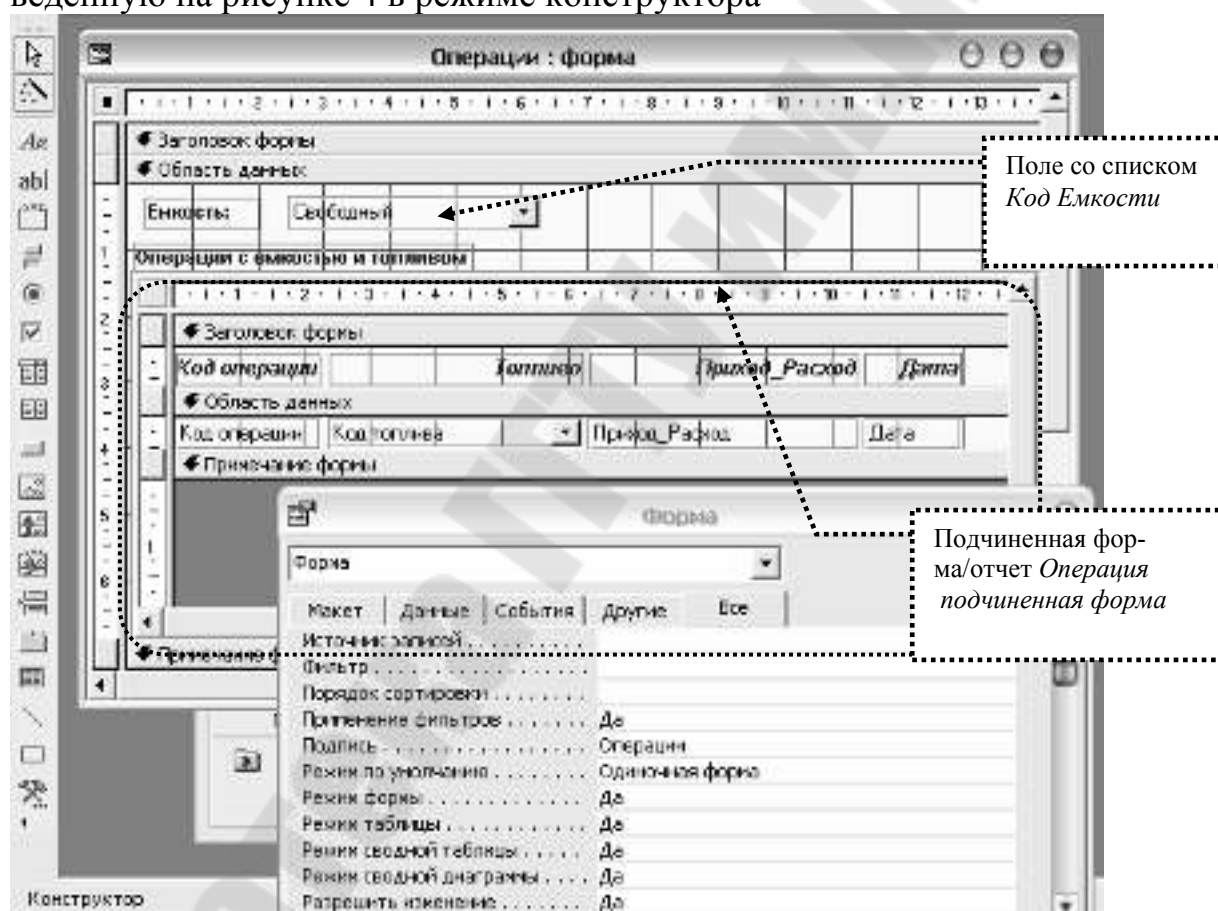 веденную на рисунке 4 в режиме конструктора
Операции : форма
Заголовок формы
Область данных
Емкость:
Свободный
Поле со списком
Код Емкости
Операции с емкостью и топливом
Заголовок формы
Код операции
Топливо
Приход_Расход
Дата
Область данных
Код операции
Код топлива
Приход_Расход
Дата
Примечание формы
Форма
Подчиненная фор-
ма/отчет Операция
подчиненная форма
Форма
Макет Данные События Другие Все
Источник записей
Примечание ф
Фильтр
Порядок сортировки
Применение фильтров Да
Подпись Операции
Режим по умолчанию Одиночная форма
Режим формы Да
Режим таблицы Да
Режим сводной таблицы Да
Режим сводной диаграммы Да
Разрешить изменение Да
Конструктор